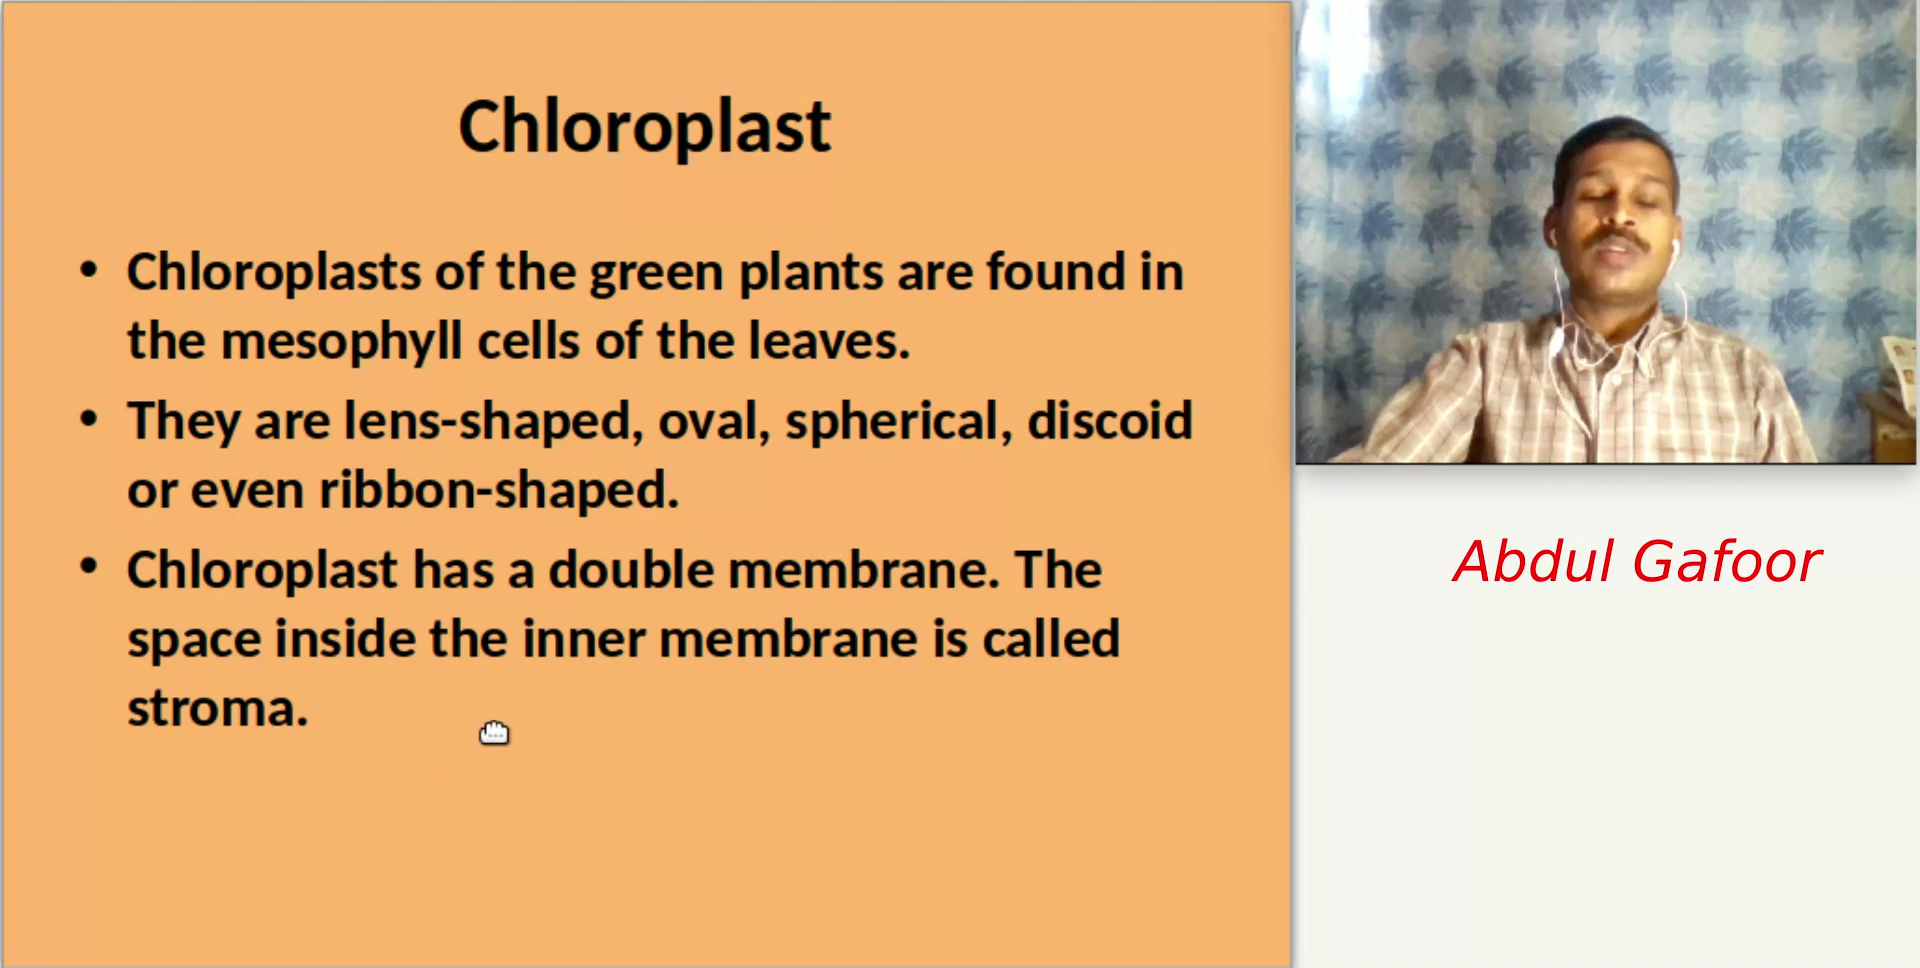 Chloroplast
• Chloroplasts of the green plants are found in
the mesophyll cells of the leaves.
• They are lens-shaped, oval, spherical, discoid
or even ribbon-shaped.
• Chloroplast has a double membrane. The
space inside the inner membrane is called
stroma.
Abdul Gafoor